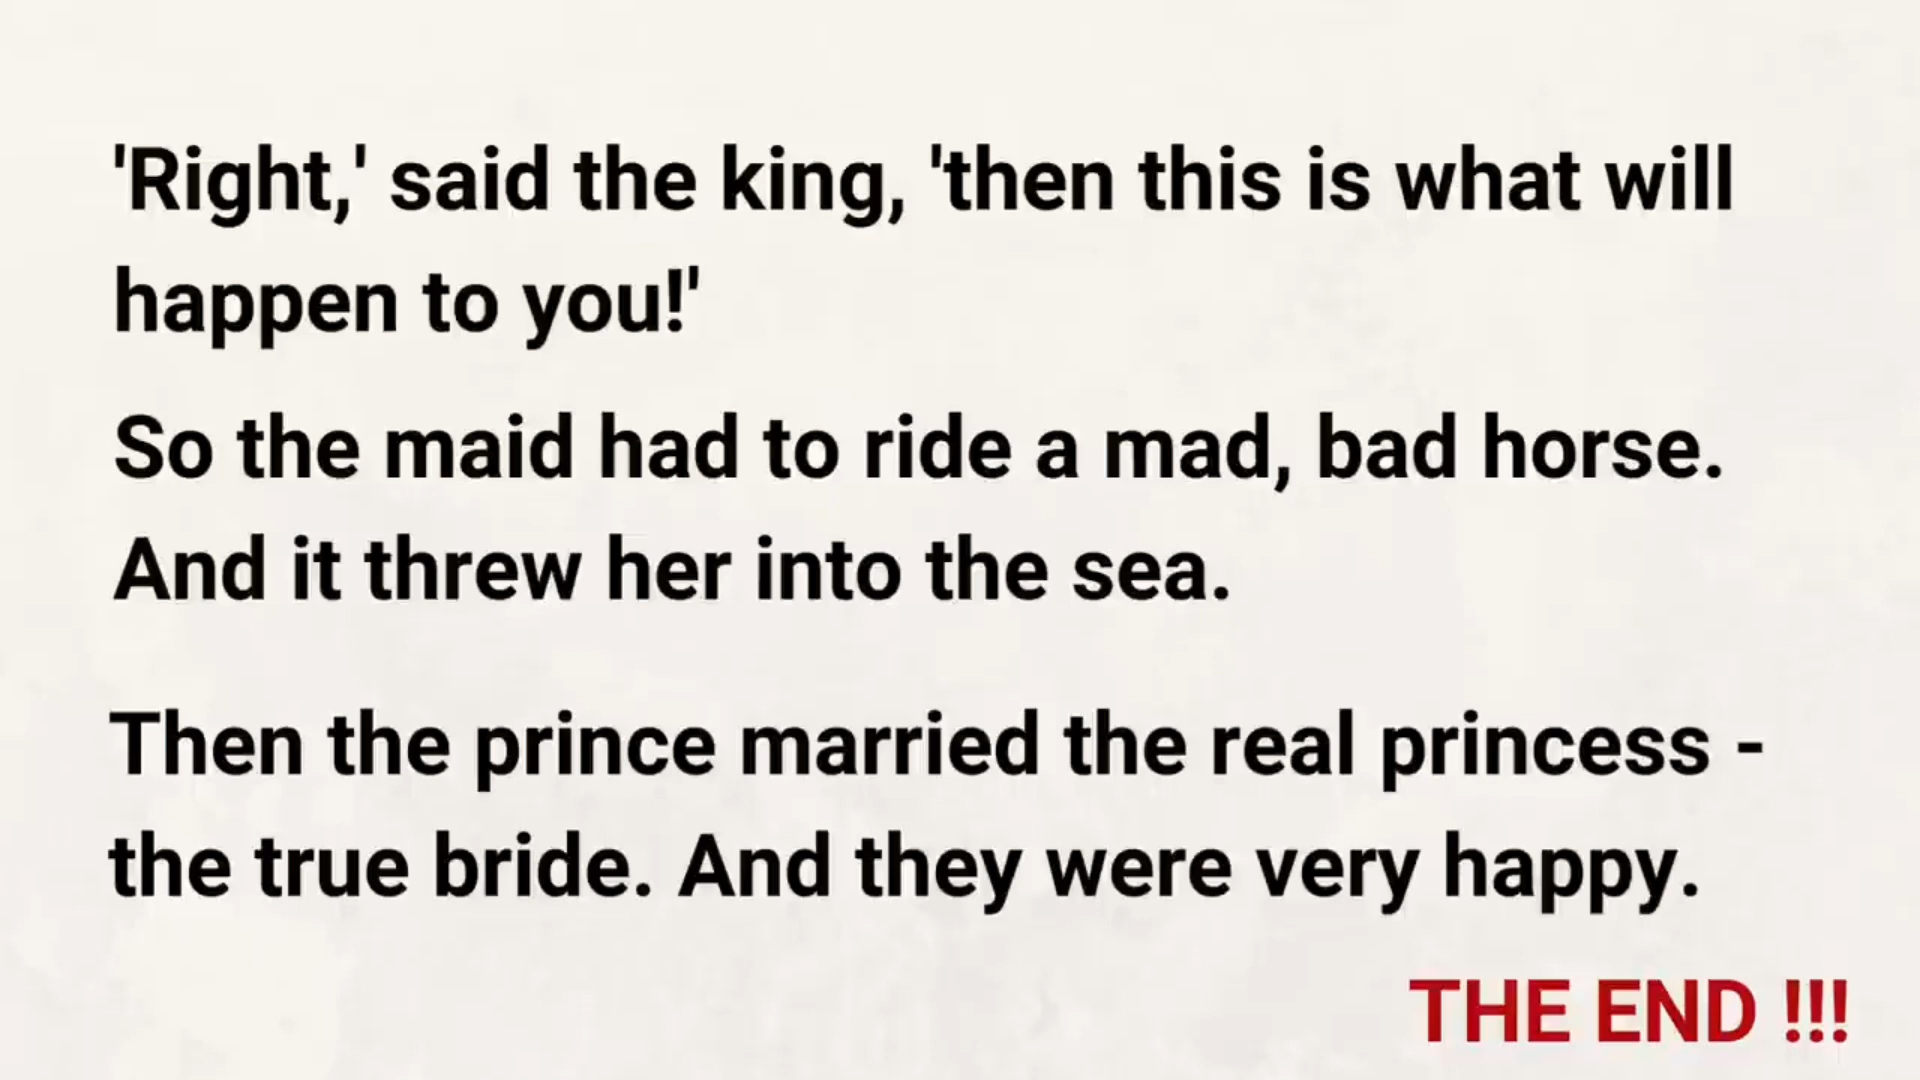 'Right,' said the king, 'then this is what will
happen to you!'
So the maid had to ride a mad, bad horse.
And it threw her into the sea.
Then the prince married the real princess -
the true bride. And they were very happy.
THE END !!!